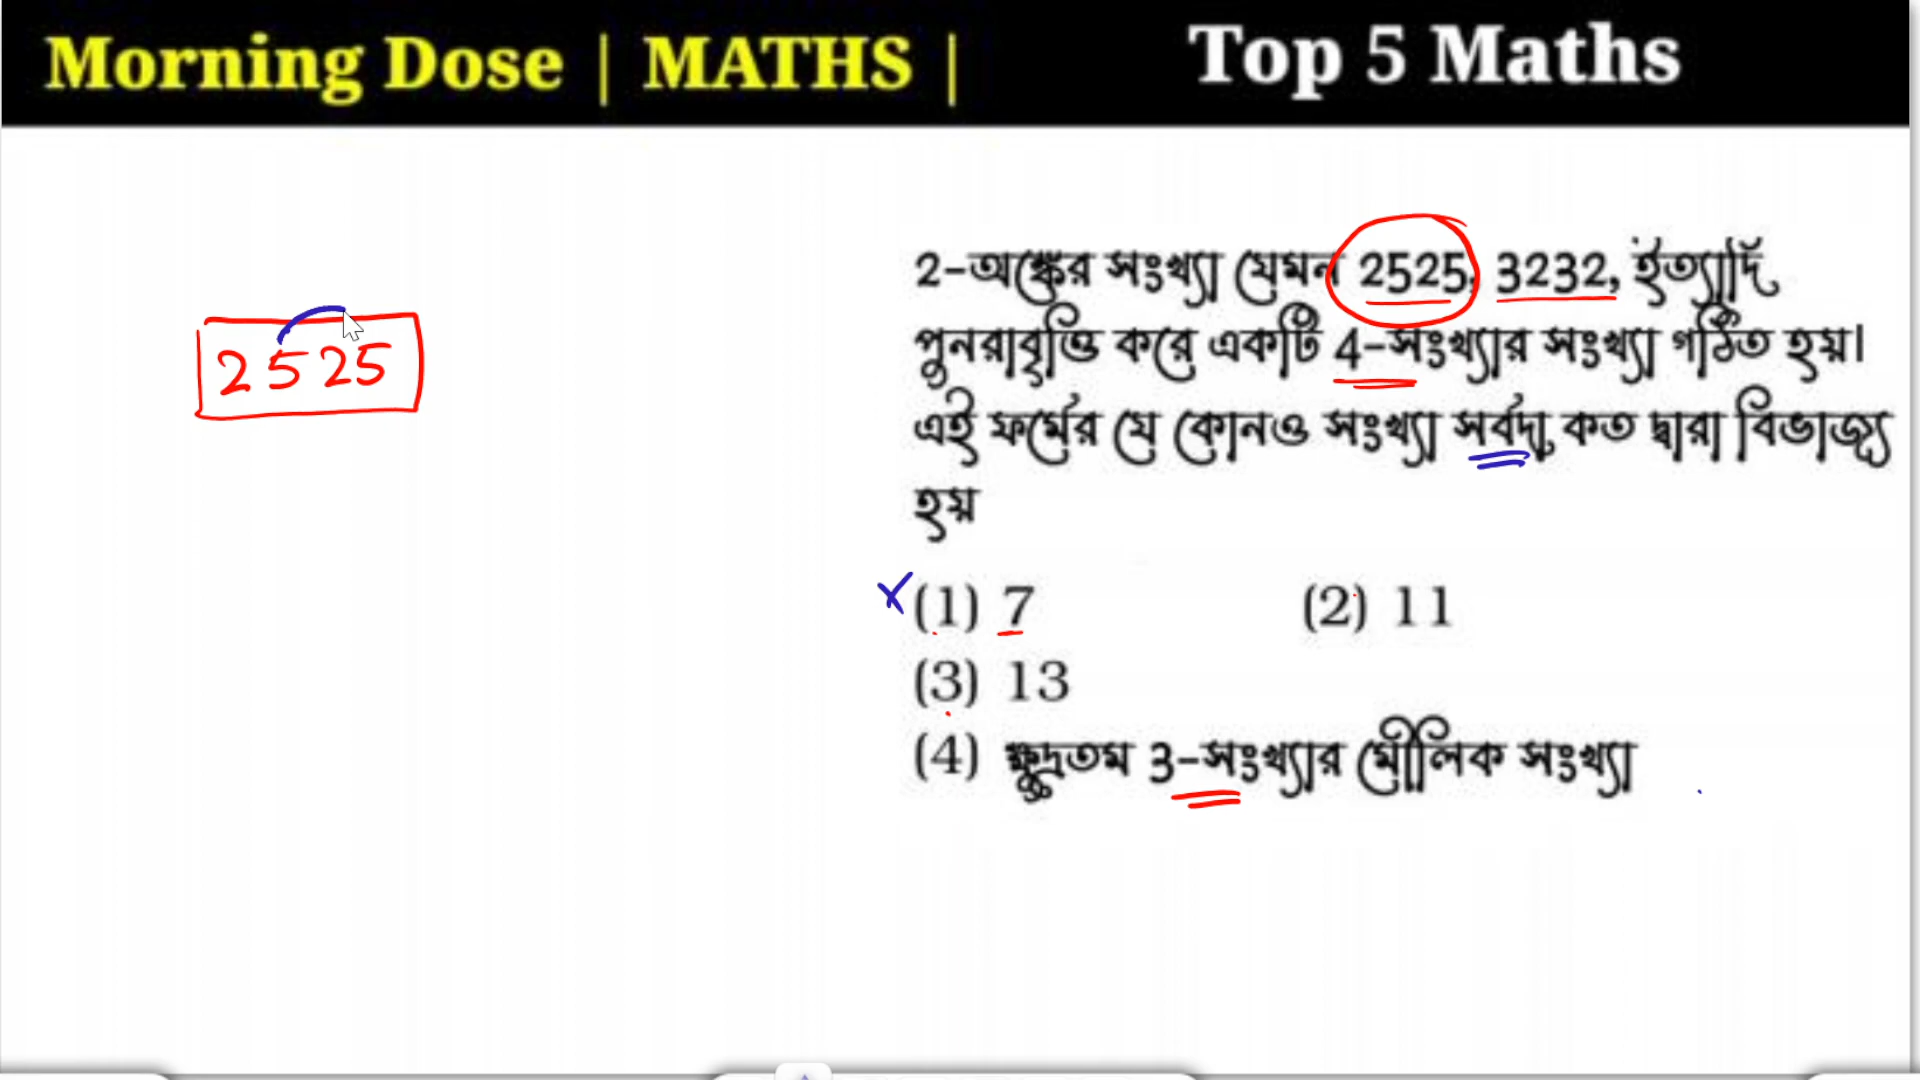 Morning Dose | MATHS | Top 5 Maths
2-অঙ্কের সংখ্যা যেমন 2525, 3232, ইত্যাদি
পুনরাবৃত্তি করে একটি 4-সংখ্যার সংখ্যা গঠিত হয়।
এই ফর্মের যে কোনও সংখ্যা সর্বদা, কত দ্বারা বিভাজ্য
হয়
2525
(1) 7 (2) 11
(3) 13
(4) ক্ষুদ্রতম 3-সংখ্যার মৌলিক সংখ্যা